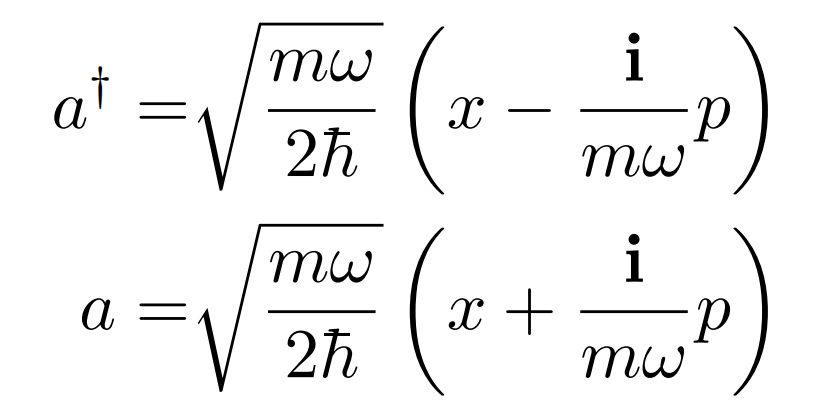 a† = √(mω/2ħ) (x − (𝐢/mω) p)
a = √(mω/2ħ) (x + (𝐢/mω) p)